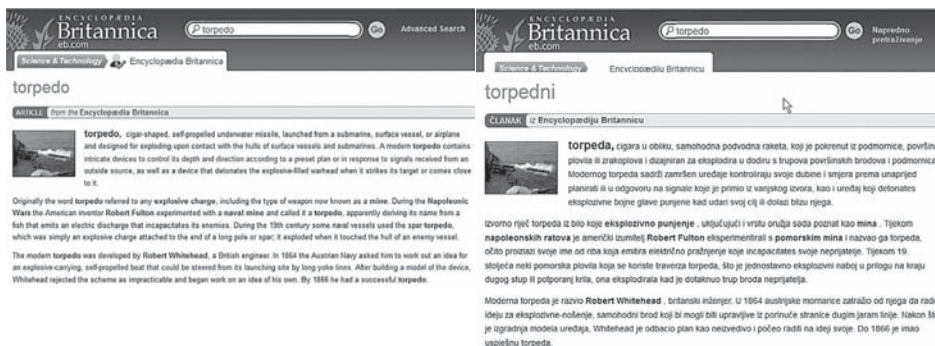 ENCYCLOPÆDIA
Britannica
eb.com
torpedo
Go
Advanced Search
Science & Technology
Encyclopædia Britannica
torpedo
ARTICLE from the Encyclopædia Britannica
torpedo, cigar-shaped, self-propelled underwater missile, launched from a submarine, surface vessel, or airplane
and designed for exploding upon contact with the hulls of surface vessels and submarines. A modern torpedo contains
intricate devices to control its depth and direction according to a preset plan or in response to signals received from an
outside source, as well as a device that detonates the explosive-filled warhead when it strikes its target or comes close
to it.
Originally the word torpedo referred to any explosive charge, including the type of weapon now known as a mine. During the Napoleonic
Wars the American inventor Robert Fulton experimented with a naval mine and called it a torpedo, apparently deriving its name from a
fish that emits an electric discharge that incapacitates its enemies. During the 19th century some naval vessels used the spar torpedo,
which was simply an explosive charge attached to the end of a long pole or spar; it exploded when it touched the hull of an enemy vessel.
The modern torpedo was developed by Robert Whitehead, a British engineer. In 1864 the Austrian Navy asked him to work out an idea for
an explosive-carrying, self-propelled boat that could be steered from its launching site by long yoke lines. After building a model of the device,
Whitehead rejected the scheme as impracticable and began work on an idea of his own. By 1866 he had a successful torpedo.
ENCYCLOPÆDIA
Britannica
eb.com
torpedo
Go
Napredno
pretraživanje
Science & Technology
Encyclopædiju Britannicu
torpedni
ČLANAK iz Encyclopædiju Britannicu
torpeda, cigara u obliku, samohodna podvodna raketa, koji je pokrenut iz podmornice, površin
plovila ili zrakoplova i dizajniran za eksplodira u dodiru s trupova površinskih brodova i podmornica
Modernog torpeda sadrži zamršen uređaje kontroliraju svoje dubine i smjera prema unaprijed
planirati ili u odgovoru na signale koje je primio iz vanjskog izvora, kao i uređaj koji detonates
eksplozivne bojne glave punjene kad udari svoj cilj ili dolazi blizu njega.
Izvorno riječ torpeda iz bilo koje eksplozivno punjenje , uključujući i vrstu oružja sada poznat kao mina . Tijekom
napoleonskih ratova je američki izumitelj Robert Fulton eksperimentirali s pomorskim mina i nazvao ga torpeda,
očito proizlazi svoje ime od riba koja emitira električno pražnjenje koje incapacitates svoje neprijatelje. Tijekom 19.
stoljeća neki pomorska plovila koja se koriste traverza torpeda, što je jednostavno eksplozivni naboj u prilogu na kraju
dugog stup ili potporanj krila, ona eksplodirala kad je dotaknuo trup broda neprijatelja.
Moderna torpeda je razvio Robert Whitehead , britanski inženjer. U 1864 austrijske mornarice zatražio od njega da rade
ideju za eksplozivne-nošenje, samohodni brod koji bi mogli biti upravljive iz porinuće stranice dugim jaram linije. Nakon št
je izgradnja modela uređaja, Whitehead je odbacio plan kao neizvedivo i počeo raditi na ideji svoje. Do 1866 je imao
uspješnu torpeda.